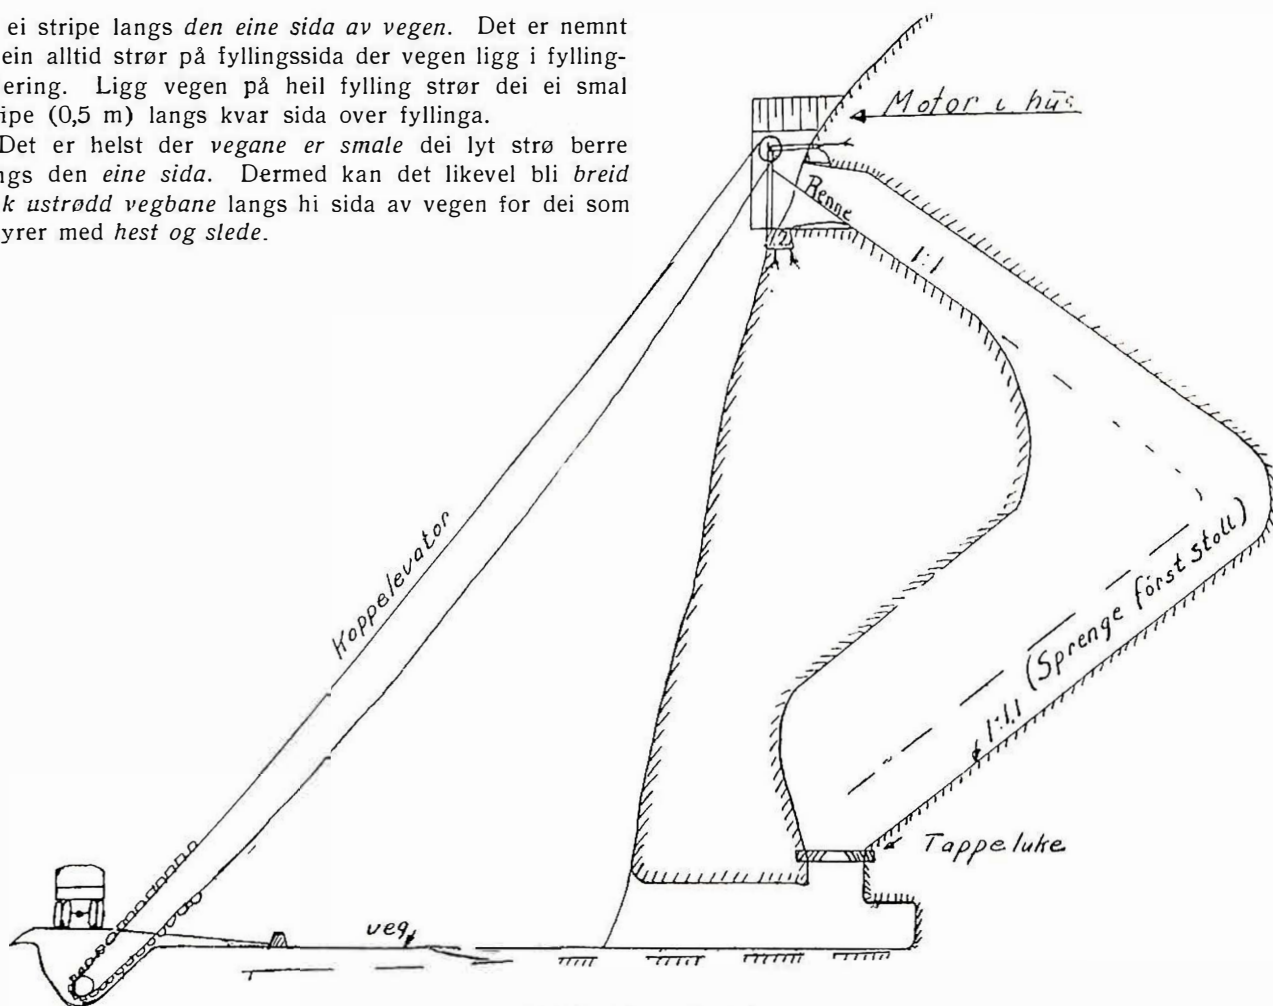 ei stripe langs den eine sida av vegen. Det er nemnt
ein alltid strør på fyllingssida der vegen ligg i fylling-
ering. Ligg vegen på heil fylling strør dei ei smal
ipe (0,5 m) langs kvar sida over fyllinga.
Det er helst der vegane er smale dei lyt strø berre
ngs den eine sida. Dermed kan det likevel bli breid
k ustrødd vegbane langs hi sida av vegen for dei som
yrer med hest og slede.
Motor i hus
Renne
1:1
Koppelevator
(Sprenge først stoll)
1:1,1
Tappeluke
veg